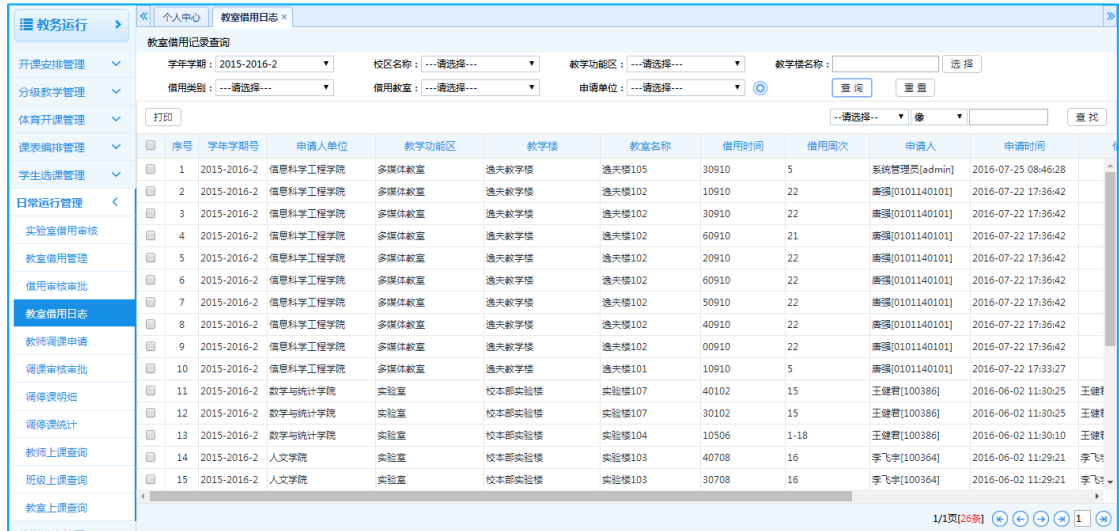 教务运行
个人中心 教室借用日志 ×
教室借用记录查询
学年学期： 2015-2016-2 校区名称： ---请选择--- 教学功能区： ---请选择--- 教学楼名称： 选 择
借用类别： ---请选择--- 借用教室： ---请选择--- 申请单位： ---请选择--- 查 询 重 置
打印 --请选择-- 像 查 找
开课安排管理
分级教学管理
体育开课管理
课表编排管理
学生选课管理
日常运行管理
实验室借用审核
教室借用管理
借用审核审批
教室借用日志
教师调课申请
调课审核审批
调停课明细
调停课统计
教师上课查询
班级上课查询
教室上课查询
序号 学年学期号 申请人单位 教学功能区 教学楼 教室名称 借用时间 借用周次 申请人 申请时间
1 2015-2016-2 信息科学工程学院 多媒体教室 逸夫教学楼 逸夫楼105 30910 5 系统管理员[admin] 2016-07-25 08:46:28
2 2015-2016-2 信息科学工程学院 多媒体教室 逸夫教学楼 逸夫楼102 10910 22 唐强[0101140101] 2016-07-22 17:36:42
3 2015-2016-2 信息科学工程学院 多媒体教室 逸夫教学楼 逸夫楼102 30910 22 唐强[0101140101] 2016-07-22 17:36:42
4 2015-2016-2 信息科学工程学院 多媒体教室 逸夫教学楼 逸夫楼102 60910 21 唐强[0101140101] 2016-07-22 17:36:42
5 2015-2016-2 信息科学工程学院 多媒体教室 逸夫教学楼 逸夫楼102 20910 22 唐强[0101140101] 2016-07-22 17:36:42
6 2015-2016-2 信息科学工程学院 多媒体教室 逸夫教学楼 逸夫楼102 60910 22 唐强[0101140101] 2016-07-22 17:36:42
7 2015-2016-2 信息科学工程学院 多媒体教室 逸夫教学楼 逸夫楼102 50910 22 唐强[0101140101] 2016-07-22 17:36:42
8 2015-2016-2 信息科学工程学院 多媒体教室 逸夫教学楼 逸夫楼102 40910 22 唐强[0101140101] 2016-07-22 17:36:42
9 2015-2016-2 信息科学工程学院 多媒体教室 逸夫教学楼 逸夫楼102 00910 22 唐强[0101140101] 2016-07-22 17:36:42
10 2015-2016-2 信息科学工程学院 多媒体教室 逸夫教学楼 逸夫楼101 10910 5 唐强[0101140101] 2016-07-22 17:33:27
11 2015-2016-2 数学与统计学院 实验室 校本部实验楼 实验楼107 40102 15 王健君[100386] 2016-06-02 11:30:25 王健
12 2015-2016-2 数学与统计学院 实验室 校本部实验楼 实验楼107 30102 15 王健君[100386] 2016-06-02 11:30:25 王健
13 2015-2016-2 数学与统计学院 实验室 校本部实验楼 实验楼104 10506 1-18 王健君[100386] 2016-06-02 11:30:10 王健
14 2015-2016-2 人文学院 实验室 校本部实验楼 实验楼103 40708 16 李飞宇[100364] 2016-06-02 11:29:21 李飞
15 2015-2016-2 人文学院 实验室 校本部实验楼 实验楼103 30708 16 李飞宇[100364] 2016-06-02 11:29:21 李飞
1/1页[26条] 1